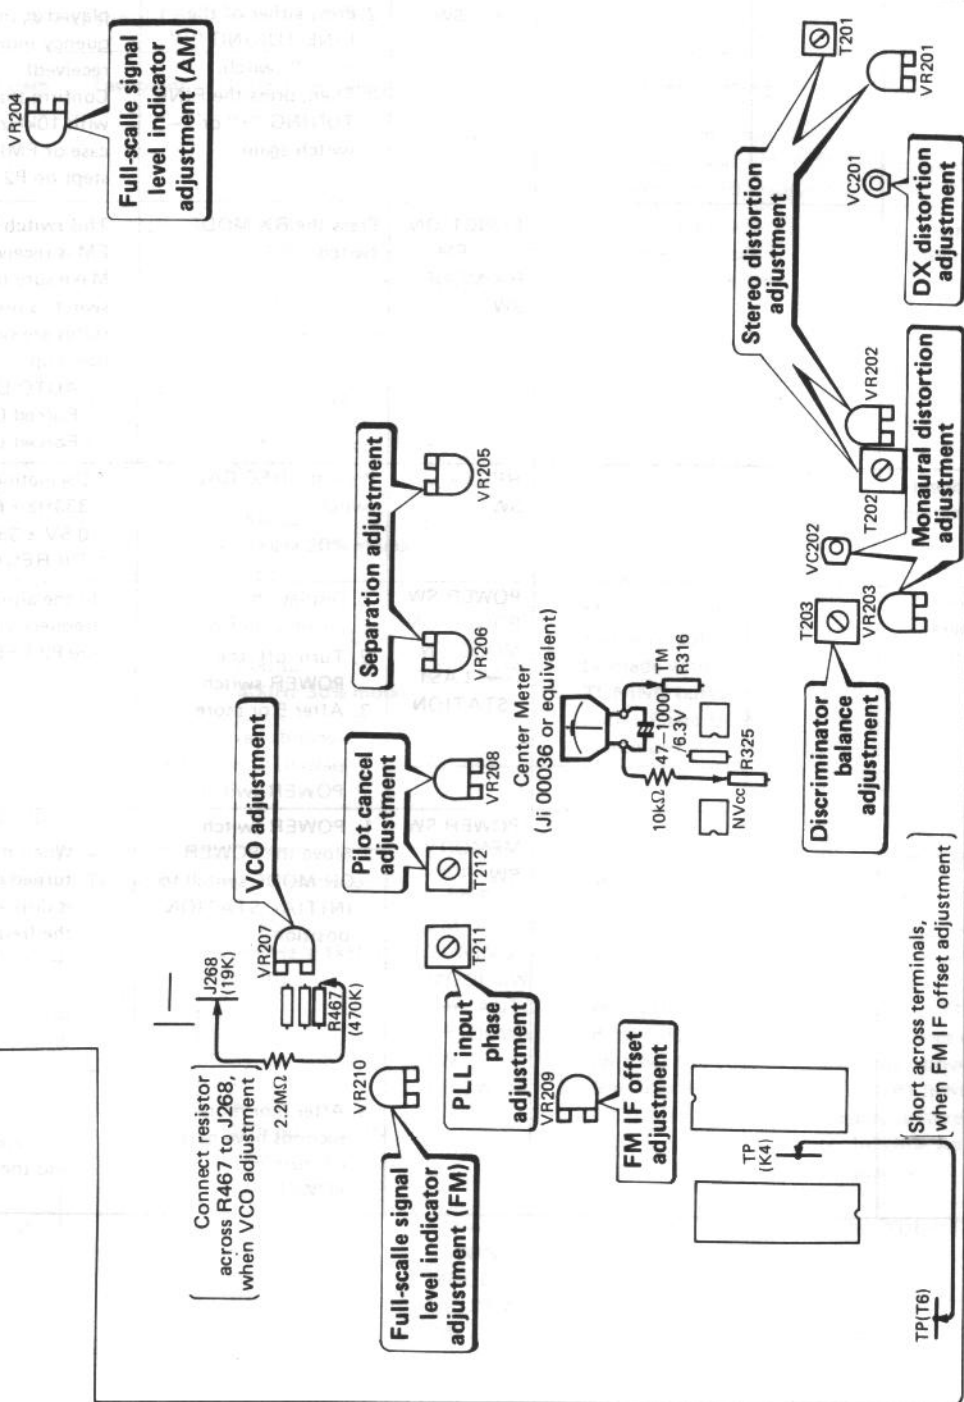 Connect resistor
across R467 to J268,
when VCO adjustment
2.2MΩ
J268
(19K)
R467
(470K)
VR207
VCO adjustment
VR204
Full-scalle signal
level indicator
adjustment (AM)
Full-scalle signal
level indicator
adjustment (FM)
VR210
PLL input
phase
adjustment
T211
Pilot cancel
adjustment
T212
VR208
Separation adjustment
VR206
VR205
VR209
FM IF offset
adjustment
Center Meter
(Ji 00036 or equivalent)
10kΩ
47–1000
/6.3V
TM
R316
NVcc
R325
Stereo distortion
adjustment
T201
VR201
VC201
DX distortion
adjustment
VR202
T202
VC202
Monaural distortion
adjustment
T203
VR203
Discriminator
balance
adjustment
TP
(K4)
TP(T6)
Short across terminals,
when FM IF offset adjustment